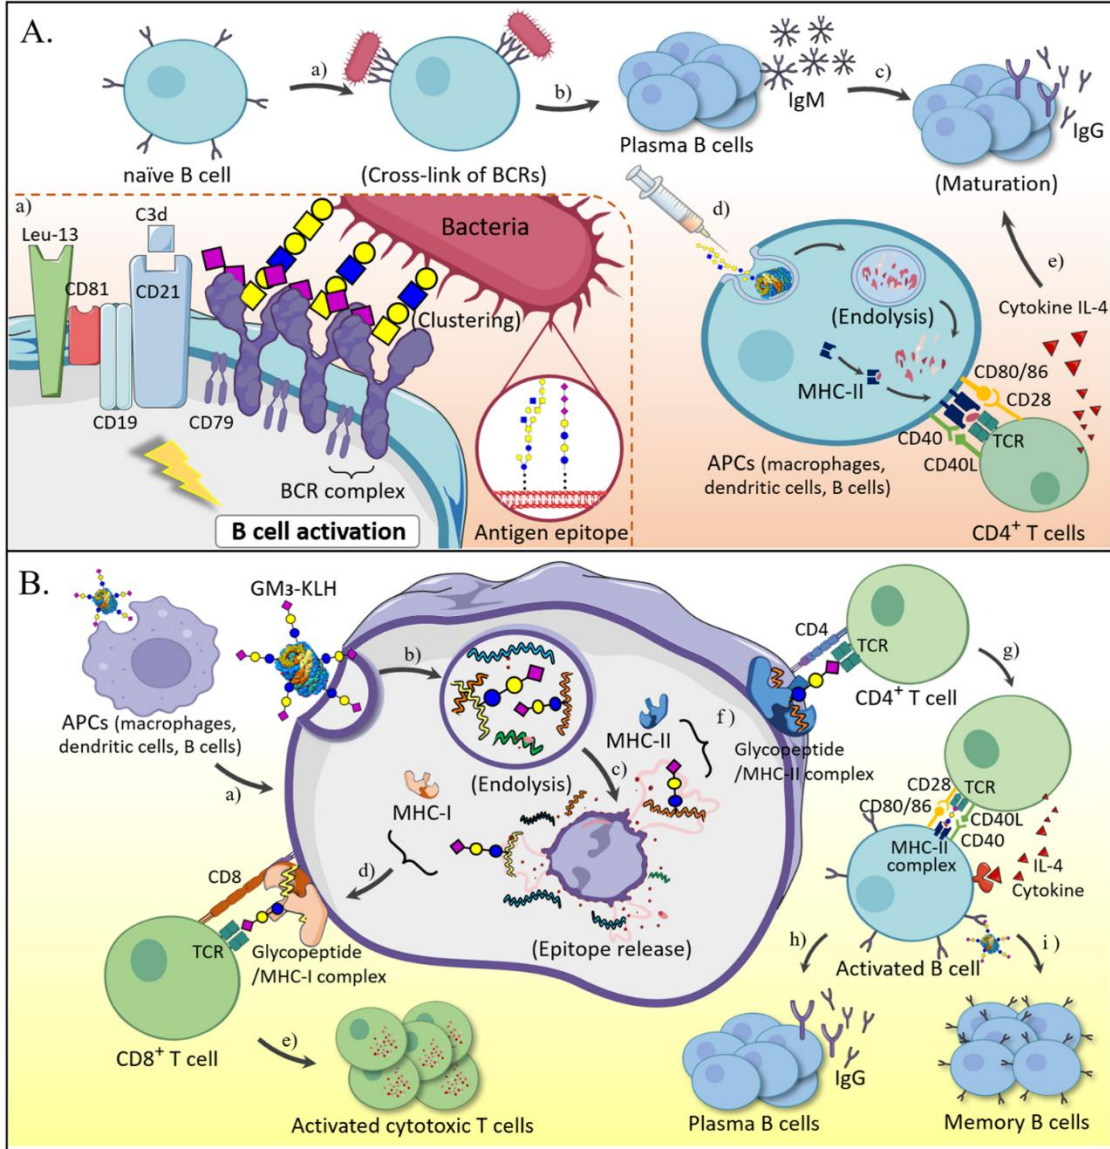 A.
a)
b)
c)
IgM
IgG
naïve B cell
(Cross-link of BCRs)
Plasma B cells
(Maturation)
a)
Leu-13
C3d
CD81
CD21
Bacteria
(Clustering)
CD19
CD79
BCR complex
B cell activation
Antigen epitope
d)
(Endolysis)
MHC-II
e)
Cytokine IL-4
CD80/86
CD28
TCR
CD40
CD40L
APCs (macrophages,
dendritic cells, B cells)
CD4⁺ T cells
B.
GM₃-KLH
APCs (macrophages,
dendritic cells, B cells)
a)
b)
(Endolysis)
c)
MHC-I
MHC-II
f )
d)
(Epitope release)
CD8
TCR
Glycopeptide
/MHC-I complex
CD8⁺ T cell
e)
Activated cytotoxic T cells
CD4
TCR
CD4⁺ T cell
Glycopeptide
/MHC-II complex
g)
CD28
TCR
CD80/86
CD40L
CD40
MHC-II
complex
IL-4
Cytokine
h)
Activated B cell
i )
IgG
Plasma B cells
Memory B cells